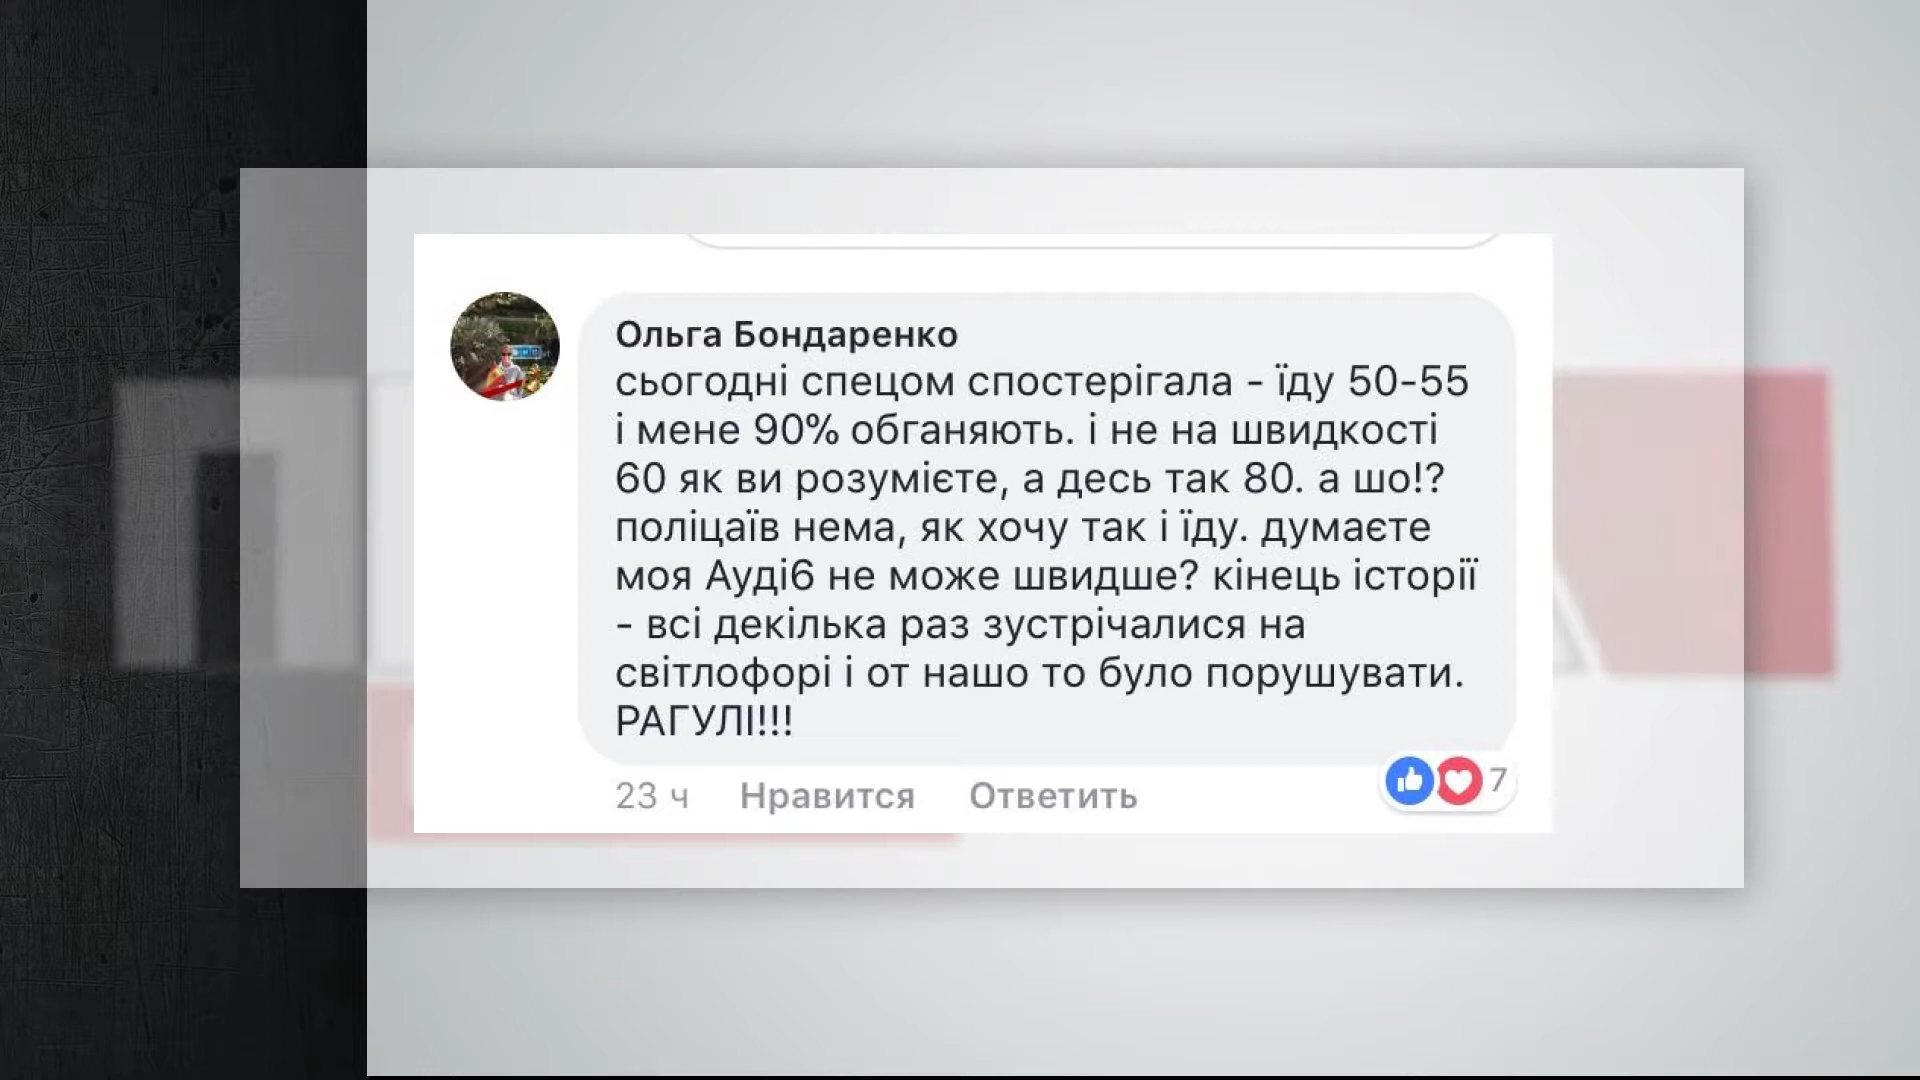 Ольга Бондаренко
сьогодні спецом спостерігала - їду 50-55
і мене 90% обганяють. і не на швидкості
60 як ви розумієте, а десь так 80. а шо!?
поліцаїв нема, як хочу так і їду. думаєте
моя Ауді6 не може швидше? кінець історії
- всі декілька раз зустрічалися на
світлофорі і от нашо то було порушувати.
РАГУЛІ!!!
23 ч Нравится Ответить 7